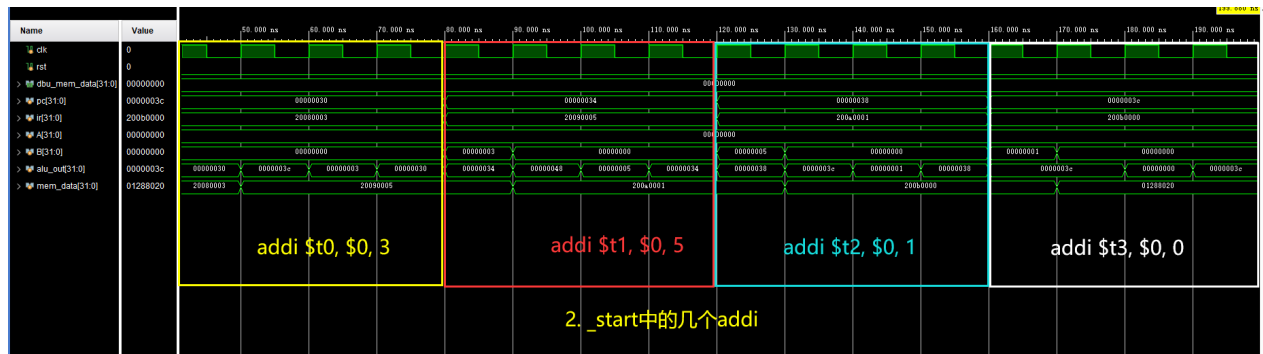 199.680 ns
Name Value
50.000 ns 60.000 ns 70.000 ns 80.000 ns 90.000 ns 100.000 ns 110.000 ns 120.000 ns 130.000 ns 140.000 ns 150.000 ns 160.000 ns 170.000 ns 180.000 ns 190.000 ns
clk 0
rst 0
dbu_mem_data[31:0] 00000000 00000000
pc[31:0] 0000003c 00000030 00000034 00000038 0000003c
ir[31:0] 200b0000 20080003 20090005 200a0001 200b0000
A[31:0] 00000000 00000000
B[31:0] 00000000 00000000 00000003 00000000 00000005 00000000 00000001 00000000
alu_out[31:0] 0000003c 00000030 0000003c 00000003 00000030 00000034 00000048 00000005 00000034 00000038 0000003c 00000001 00000038 0000003c 00000000 0000003c
mem_data[31:0] 01288020 20080003 20090005 200a0001 200b0000 01288020
addi $t0, $0, 3 addi $t1, $0, 5 addi $t2, $0, 1 addi $t3, $0, 0
2. _start中的几个addi